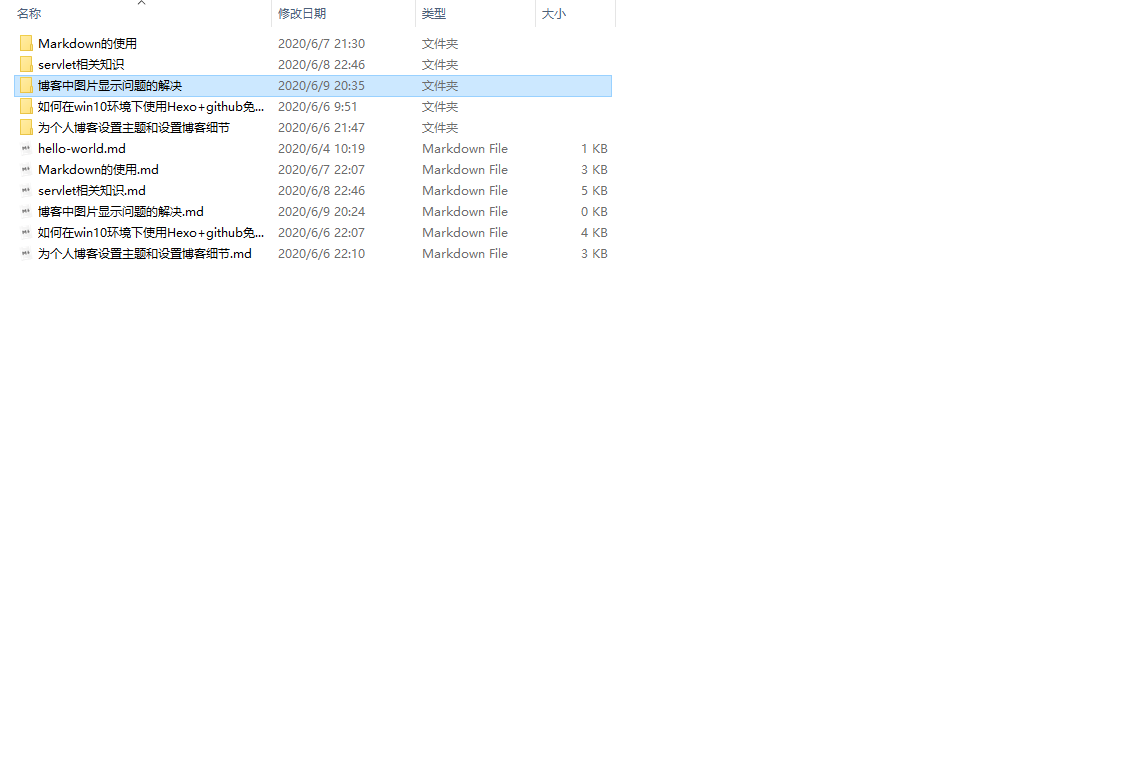 名称 修改日期 类型 大小
Markdown的使用 2020/6/7 21:30 文件夹
servlet相关知识 2020/6/8 22:46 文件夹
博客中图片显示问题的解决 2020/6/9 20:35 文件夹
如何在win10环境下使用Hexo+github免... 2020/6/6 9:51 文件夹
为个人博客设置主题和设置博客细节 2020/6/6 21:47 文件夹
hello-world.md 2020/6/4 10:19 Markdown File 1 KB
Markdown的使用.md 2020/6/7 22:07 Markdown File 3 KB
servlet相关知识.md 2020/6/8 22:46 Markdown File 5 KB
博客中图片显示问题的解决.md 2020/6/9 20:24 Markdown File 0 KB
如何在win10环境下使用Hexo+github免... 2020/6/6 22:07 Markdown File 4 KB
为个人博客设置主题和设置博客细节.md 2020/6/6 22:10 Markdown File 3 KB